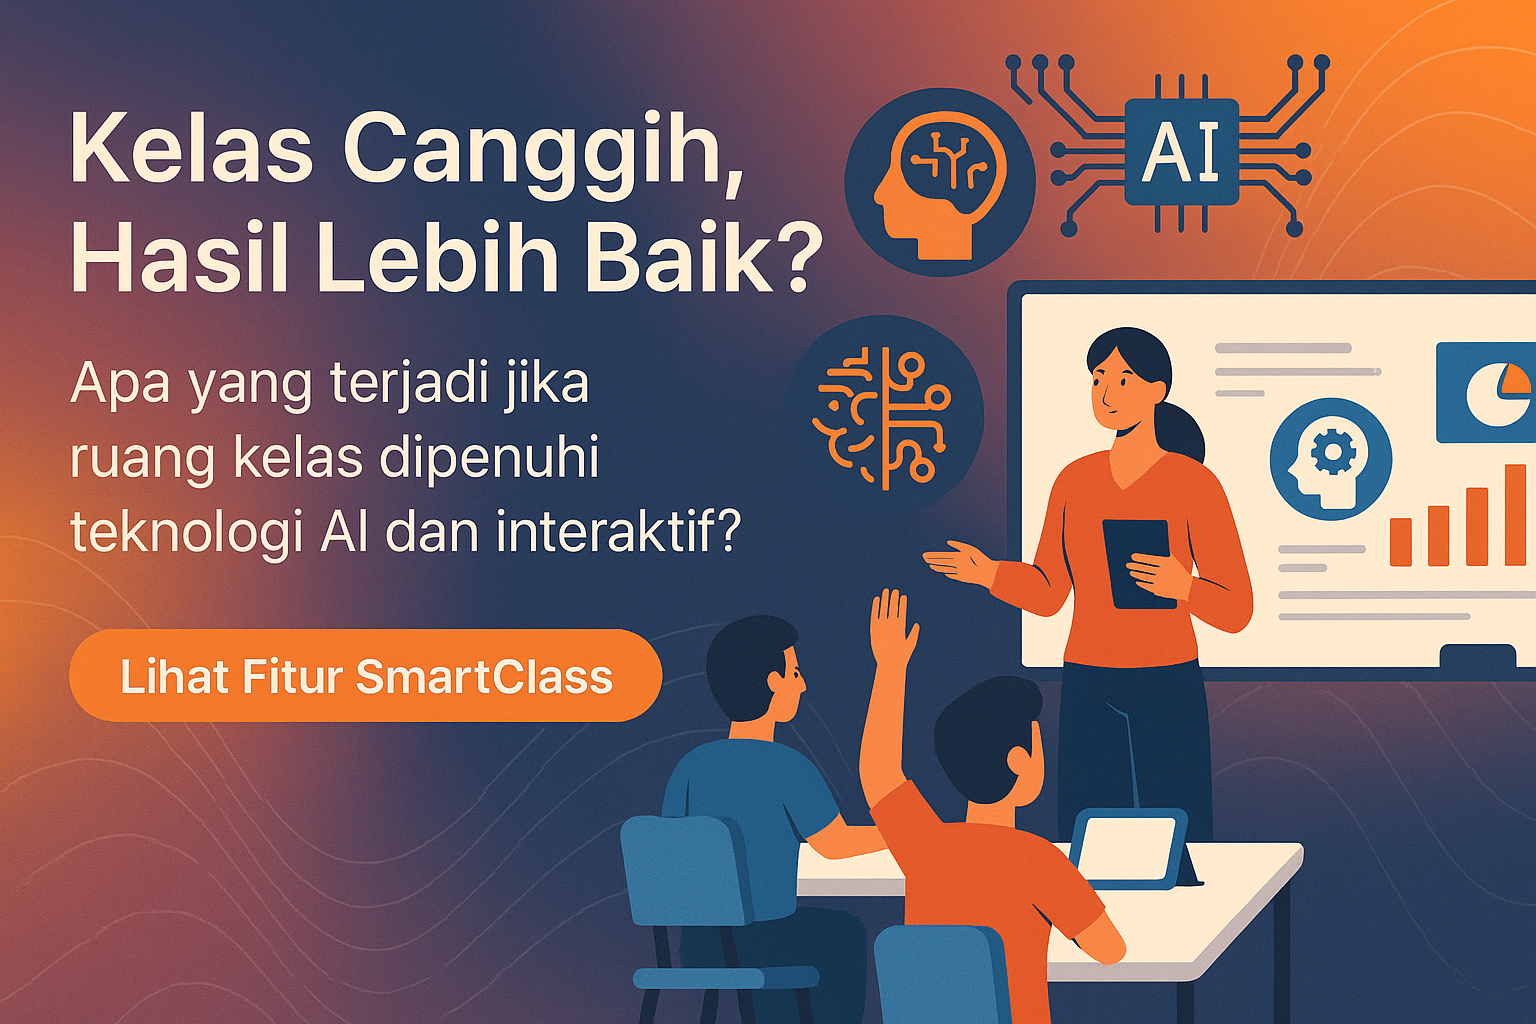 Kelas Canggih,
Hasil Lebih Baik?
Apa yang terjadi jika
ruang kelas dipenuhi
teknologi AI dan interaktif?
Lihat Fitur SmartClass
AI